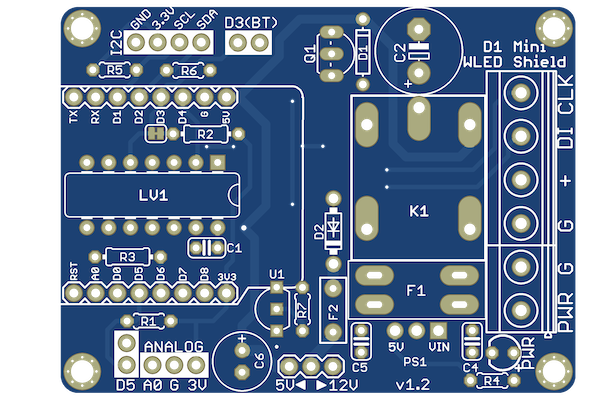 GND
3.3V
SCL
SDA
I2C
D3(BT)
R5
R6
Q1
D1
C2
+
D1 Mini
WLED Shield
TX
RX
D1
D2
D3
D4
G
5V
R2
LV1
C1
R3
RST
A0
D0
D5
D6
D7
D8
3V3
D2
K1
CLK
DI
+
G
G
PWR
F1
U1
R7
F2
R1
ANALOG
D5 A0 G 3V
+
C6
5V
12V
C5
5V
VIN
PS1
v1.2
C4
+
PWR
R4